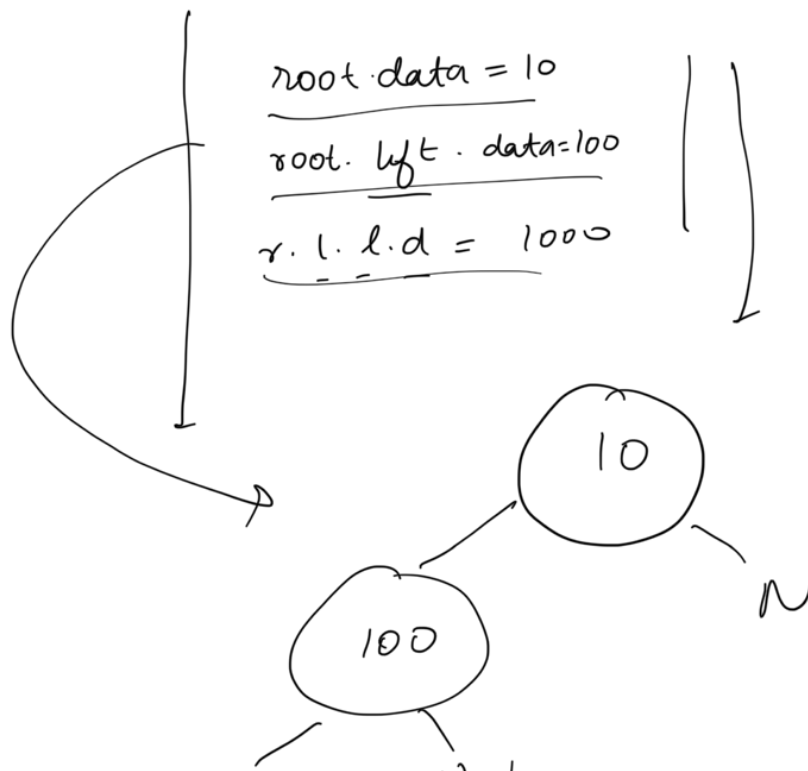 root.data = 10
root. left. data=100
r. l. l.d = 1000
10
N
100